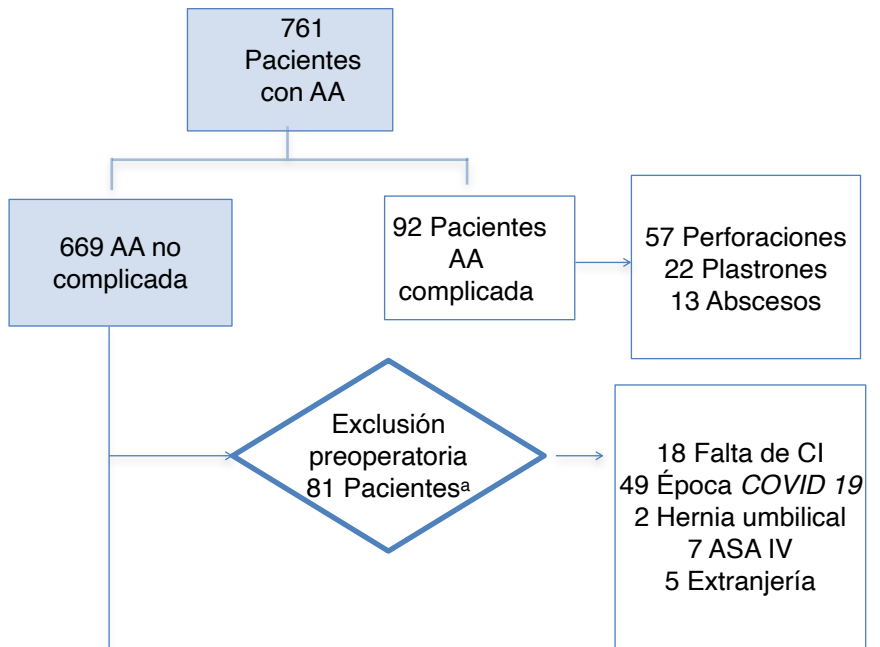 761
Pacientes
con AA
669 AA no
complicada
92 Pacientes
AA
complicada
57 Perforaciones
22 Plastrones
13 Abscesos
Exclusión
preoperatoria
81 Pacientesª
18 Falta de CI
49 Época COVID 19
2 Hernia umbilical
7 ASA IV
5 Extranjería